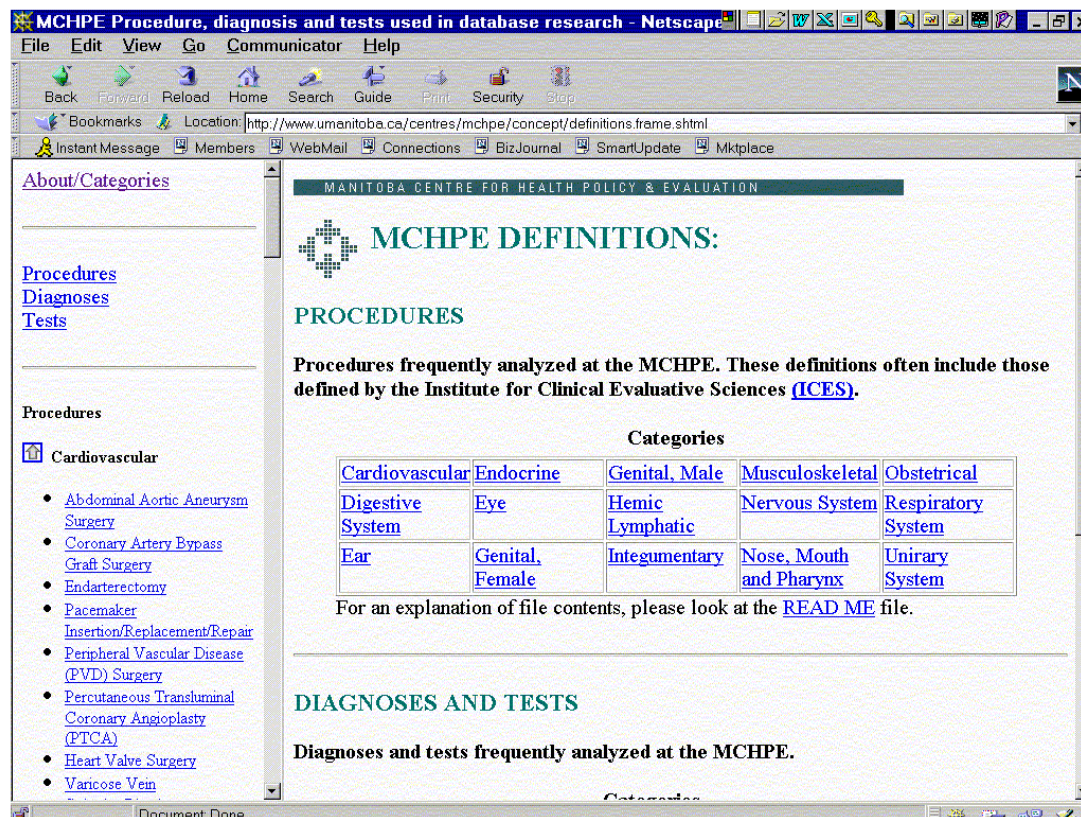 MCHPE Procedure, diagnosis and tests used in database research - Netscape
File Edit View Go Communicator Help
Back Forward Reload Home Search Guide Print Security Stop
Bookmarks Location: http://www.umanitoba.ca/centres/mchpe/concept/definitions.frame.shtml
Instant Message Members WebMail Connections BizJournal SmartUpdate Mktplace
About/Categories
Procedures
Diagnoses
Tests
Procedures
Cardiovascular
Abdominal Aortic Aneurysm
Surgery
Coronary Artery Bypass
Graft Surgery
Endarterectomy
Pacemaker
Insertion/Replacement/Repair
Peripheral Vascular Disease
(PVD) Surgery
Percutaneous Transluminal
Coronary Angioplasty
(PTCA)
Heart Valve Surgery
Varicose Vein
MANITOBA CENTRE FOR HEALTH POLICY & EVALUATION
MCHPE DEFINITIONS:
PROCEDURES
Procedures frequently analyzed at the MCHPE. These definitions often include those
defined by the Institute for Clinical Evaluative Sciences (ICES).
Categories
Cardiovascular Endocrine Genital, Male Musculoskeletal Obstetrical
Digestive System Eye Hemic Lymphatic Nervous System Respiratory System
Ear Genital, Female Integumentary Nose, Mouth and Pharynx Unirary System
For an explanation of file contents, please look at the READ ME file.
DIAGNOSES AND TESTS
Diagnoses and tests frequently analyzed at the MCHPE.
Categories
Document: Done